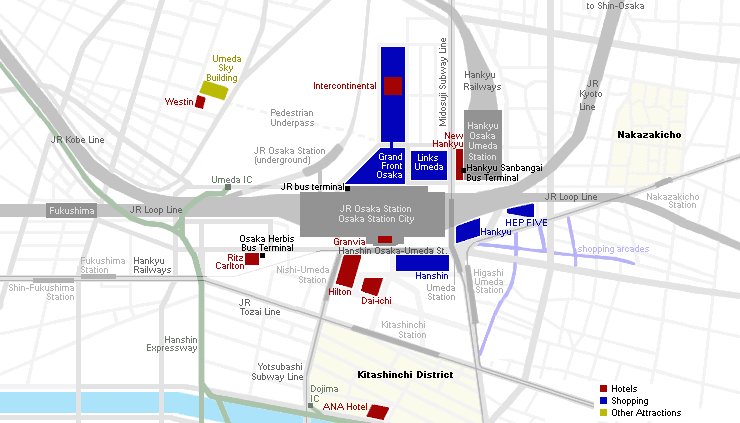 to Shin-Osaka
Umeda
Sky
Building
Westin
Intercontinental
Midosuji Subway Line
Hankyu
Railways
JR
Kyoto
Line
Pedestrian
Underpass
JR Kobe Line
JR Osaka Station
(underground)
Hankyu
Osaka
Umeda
Station
New
Hankyu
Nakazakicho
Grand
Front
Osaka
Links
Umeda
Hankyu Sanbangai
Bus Terminal
Umeda IC
JR bus terminal
Nakazakicho
Station
JR Loop Line
Fukushima
JR Loop Line
JR Osaka Station
Osaka Station City
HEP FIVE
Hankyu
Granvia
Hanshin Osaka-Umeda St.
shopping arcades
Osaka Herbis
Bus Terminal
Ritz
Carlton
Fukushima
Station
Hankyu
Railways
Nishi-Umeda
Station
Hanshin
Higashi
Umeda
Station
Umeda
Station
Shin-Fukushima
Station
Hilton
Dai-ichi
JR
Tozai Line
Kitashinchi
Station
Hanshin
Expressway
Yotsubashi
Subway Line
Kitashinchi District
Dojima
IC
ANA Hotel
Hotels
Shopping
Other Attractions